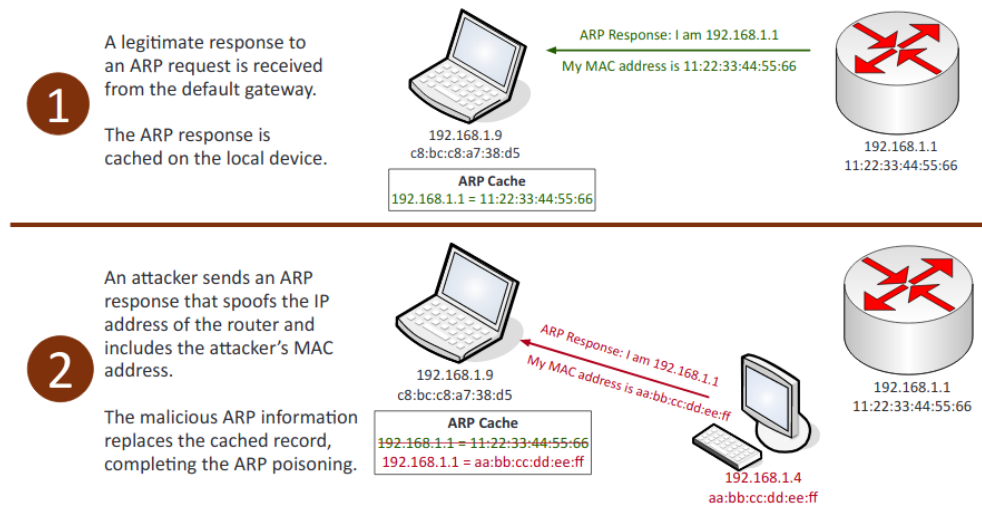 1
A legitimate response to
an ARP request is received
from the default gateway.
The ARP response is
cached on the local device.
192.168.1.9
c8:bc:c8:a7:38:d5
ARP Cache
192.168.1.1 = 11:22:33:44:55:66
ARP Response: I am 192.168.1.1
My MAC address is 11:22:33:44:55:66
192.168.1.1
11:22:33:44:55:66
2
An attacker sends an ARP
response that spoofs the IP
address of the router and
includes the attacker’s MAC
address.
The malicious ARP information
replaces the cached record,
completing the ARP poisoning.
192.168.1.9
c8:bc:c8:a7:38:d5
ARP Cache
192.168.1.1 = 11:22:33:44:55:66
192.168.1.1 = aa:bb:cc:dd:ee:ff
ARP Response: I am 192.168.1.1
My MAC address is aa:bb:cc:dd:ee:ff
192.168.1.4
aa:bb:cc:dd:ee:ff
192.168.1.1
11:22:33:44:55:66